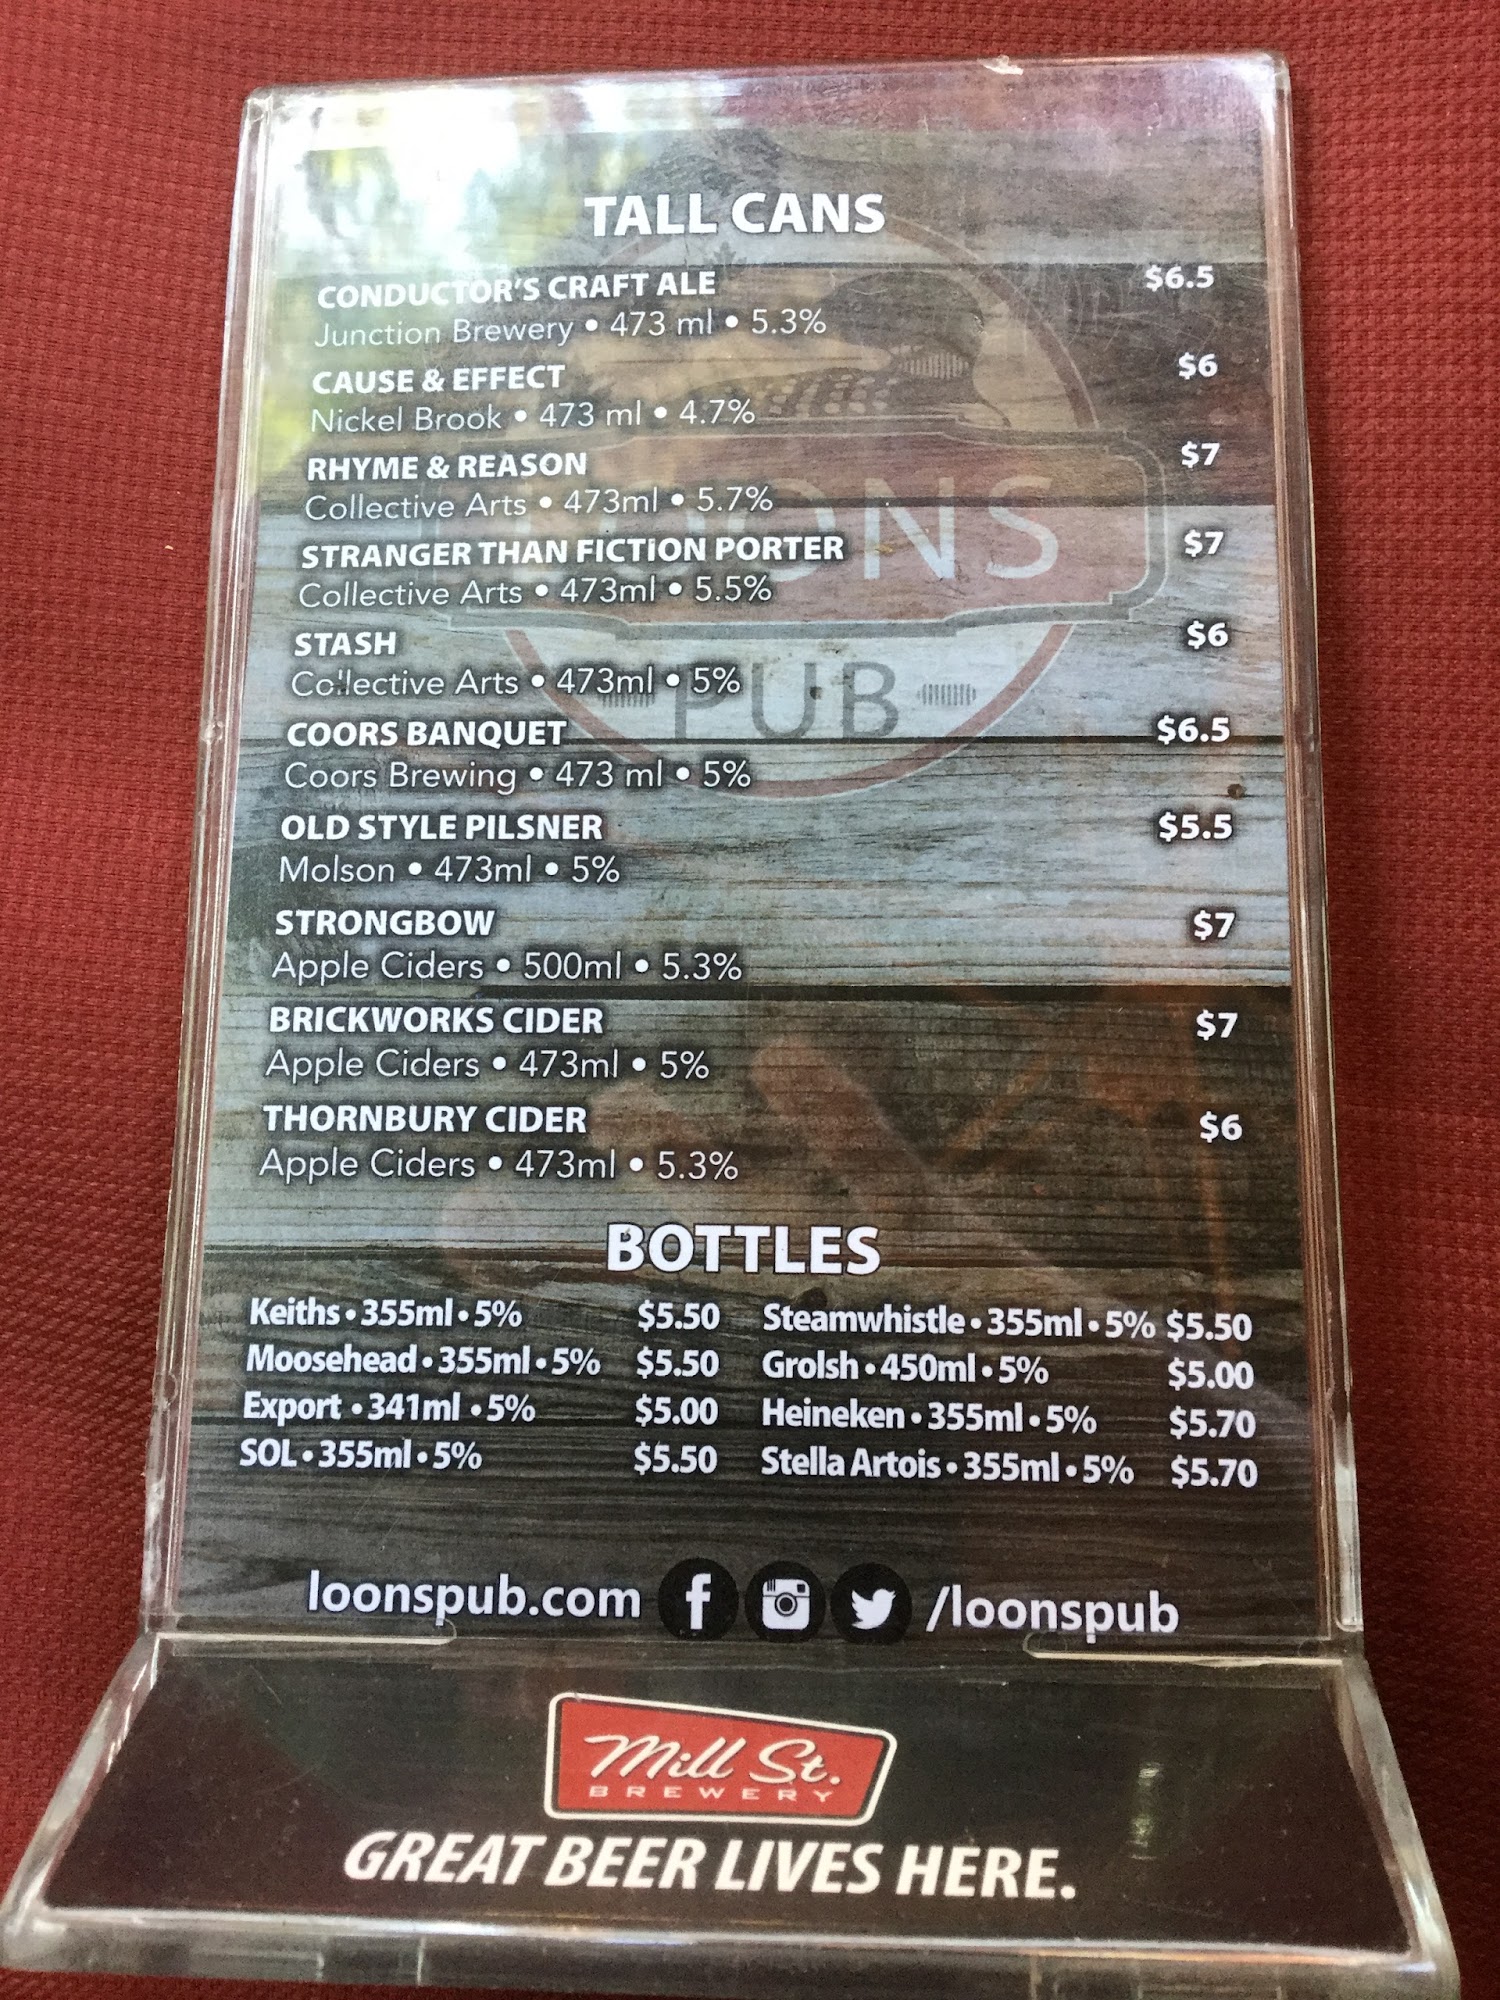 TALL CANS
CONDUCTOR'S CRAFT ALE $6.5
Junction Brewery • 473 ml • 5.3%
CAUSE & EFFECT $6
Nickel Brook • 473 ml • 4.7%
RHYME & REASON $7
Collective Arts • 473ml • 5.7%
STRANGER THAN FICTION PORTER $7
Collective Arts • 473ml • 5.5%
STASH $6
Collective Arts • 473ml • 5%
COORS BANQUET $6.5
Coors Brewing • 473 ml • 5%
OLD STYLE PILSNER $5.5
Molson • 473ml • 5%
STRONGBOW $7
Apple Ciders • 500ml • 5.3%
BRICKWORKS CIDER $7
Apple Ciders • 473ml • 5%
THORNBURY CIDER $6
Apple Ciders • 473ml • 5.3%
LOONS
PUB
BOTTLES
Keiths • 355ml • 5% $5.50 Steamwhistle • 355ml • 5% $5.50
Moosehead • 355ml • 5% $5.50 Grolsh • 450ml • 5% $5.00
Export • 341ml • 5% $5.00 Heineken • 355ml • 5% $5.70
SOL • 355ml • 5% $5.50 Stella Artois • 355ml • 5% $5.70
loonspub.com f /loonspub
Mill St.
BREWERY
GREAT BEER LIVES HERE.